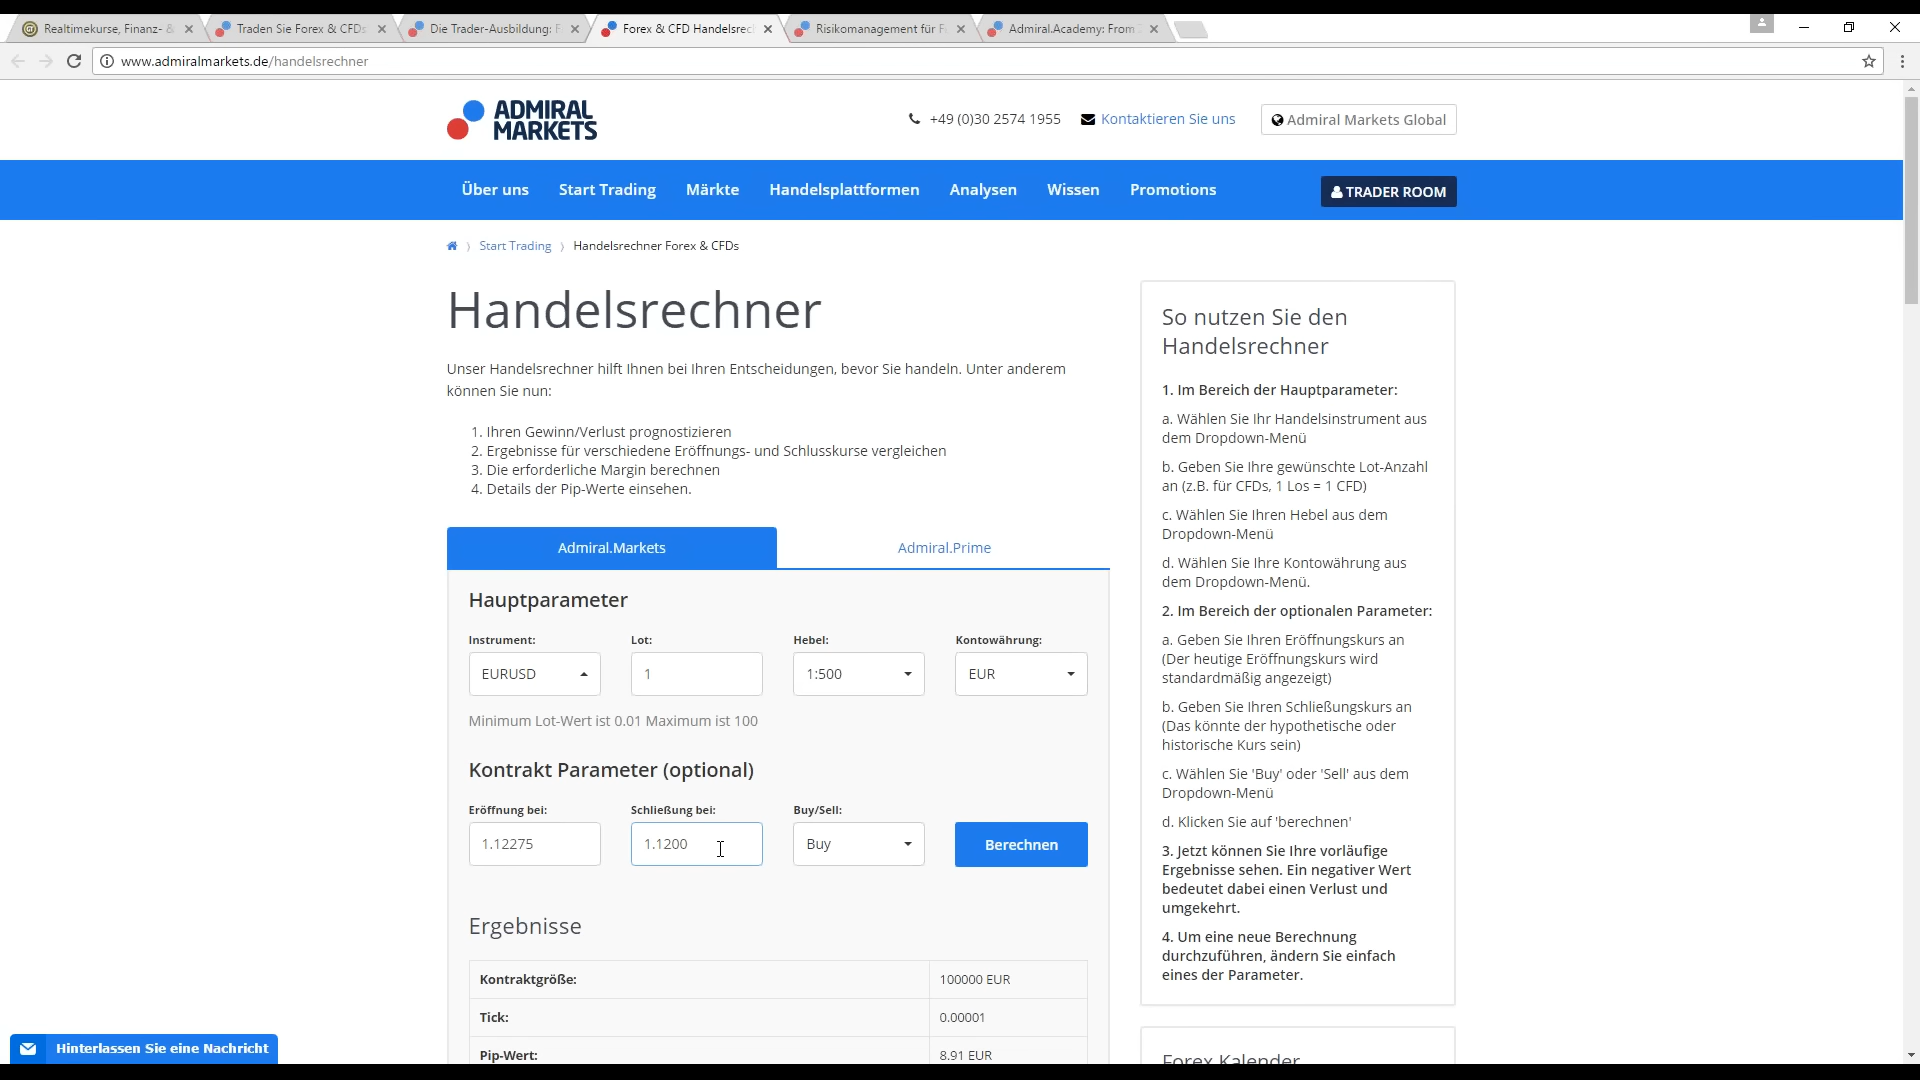 Realtimekurse, Finanz- &
Traden Sie Forex & CFDs
Die Trader-Ausbildung: F
Forex & CFD Handelsrec
Risikomanagement für F
Admiral.Academy: From
www.admiralmarkets.de/handelsrechner
ADMIRAL
MARKETS
+49 (0)30 2574 1955
Kontaktieren Sie uns
Admiral Markets Global
Über uns
Start Trading
Märkte
Handelsplattformen
Analysen
Wissen
Promotions
TRADER ROOM
Start Trading
Handelsrechner Forex & CFDs
Handelsrechner
Unser Handelsrechner hilft Ihnen bei Ihren Entscheidungen, bevor Sie handeln. Unter anderem
können Sie nun:
1. Ihren Gewinn/Verlust prognostizieren
2. Ergebnisse für verschiedene Eröffnungs- und Schlusskurse vergleichen
3. Die erforderliche Margin berechnen
4. Details der Pip-Werte einsehen.
Admiral.Markets
Admiral.Prime
Hauptparameter
Instrument:
Lot:
Hebel:
Kontowährung:
EURUSD
1
1:500
EUR
Minimum Lot-Wert ist 0.01 Maximum ist 100
Kontrakt Parameter (optional)
Eröffnung bei:
Schließung bei:
Buy/Sell:
1.12275
1.1200
Buy
Berechnen
Ergebnisse
Kontraktgröße:
100000 EUR
Tick:
0.00001
Pip-Wert:
8.91 EUR
So nutzen Sie den
Handelsrechner
1. Im Bereich der Hauptparameter:
a. Wählen Sie Ihr Handelsinstrument aus
dem Dropdown-Menü
b. Geben Sie Ihre gewünschte Lot-Anzahl
an (z.B. für CFDs, 1 Los = 1 CFD)
c. Wählen Sie Ihren Hebel aus dem
Dropdown-Menü
d. Wählen Sie Ihre Kontowährung aus
dem Dropdown-Menü.
2. Im Bereich der optionalen Parameter:
a. Geben Sie Ihren Eröffnungskurs an
(Der heutige Eröffnungskurs wird
standardmäßig angezeigt)
b. Geben Sie Ihren Schließungskurs an
(Das könnte der hypothetische oder
historische Kurs sein)
c. Wählen Sie 'Buy' oder 'Sell' aus dem
Dropdown-Menü
d. Klicken Sie auf 'berechnen'
3. Jetzt können Sie Ihre vorläufige
Ergebnisse sehen. Ein negativer Wert
bedeutet dabei einen Verlust und
umgekehrt.
4. Um eine neue Berechnung
durchzuführen, ändern Sie einfach
eines der Parameter.
Forex Kalender
Hinterlassen Sie eine Nachricht